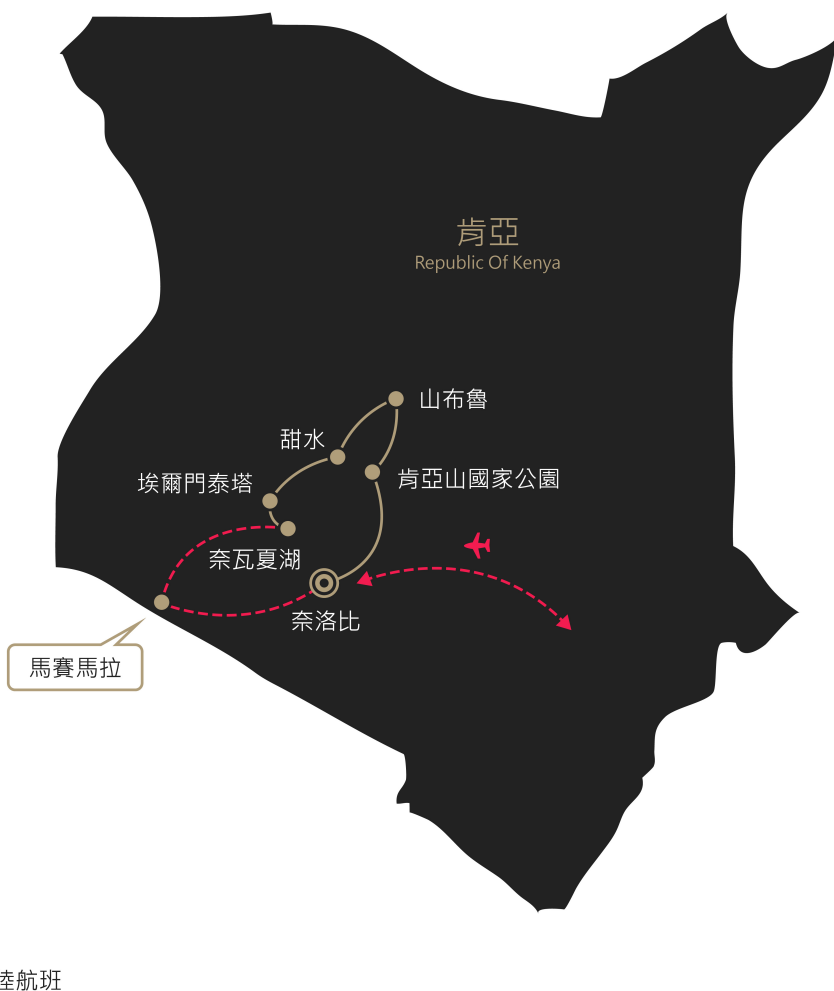 肯亞
Republic Of Kenya
山布魯
甜水
肯亞山國家公園
埃爾門泰塔
奈瓦夏湖
奈洛比
馬賽馬拉
陸航班